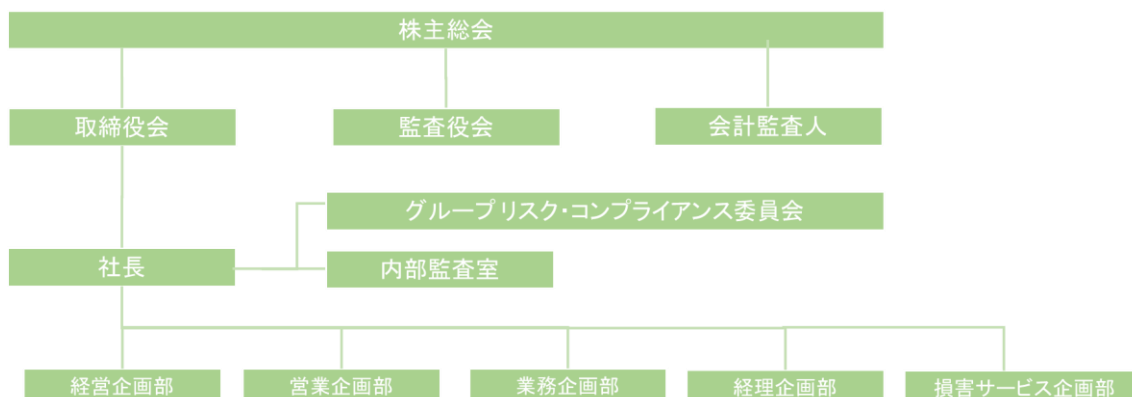 株主総会
取締役会
監査役会
会計監査人
グループリスク・コンプライアンス委員会
社長
内部監査室
経営企画部
営業企画部
業務企画部
経理企画部
損害サービス企画部